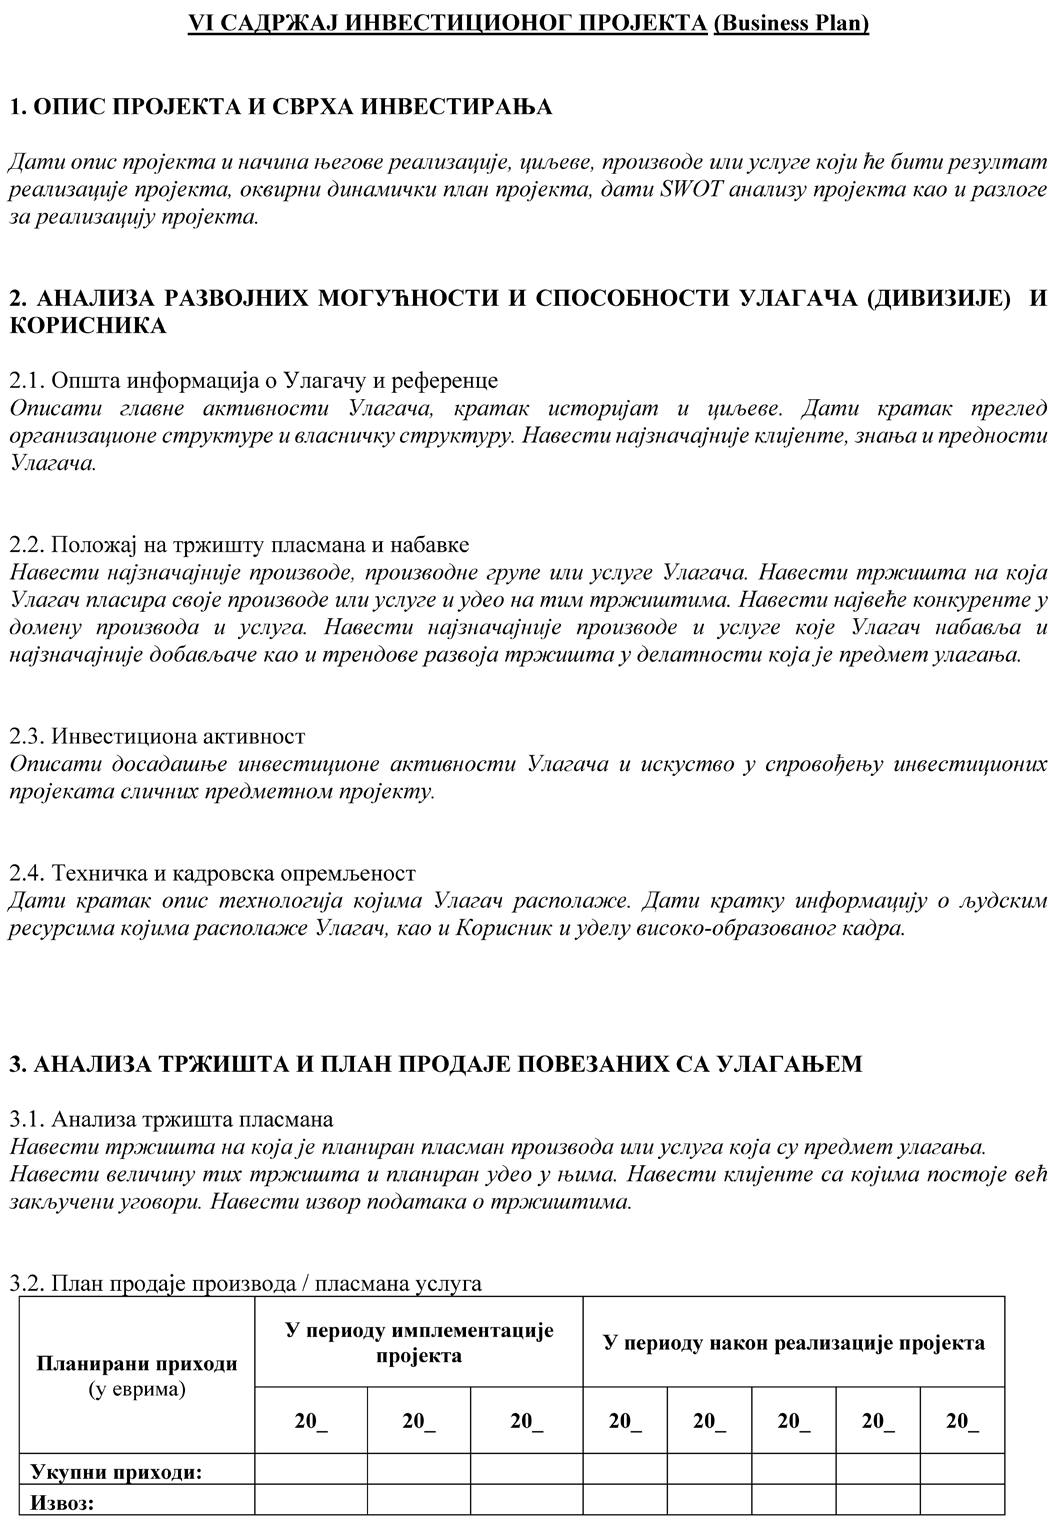 VI САДРЖАЈ ИНВЕСТИЦИОНОГ ПРОЈЕКТА (Business Plan)
1. ОПИС ПРОЈЕКТА И СВРХА ИНВЕСТИРАЊА
Дати опис пројекта и начина његове реализације, циљеве, производе или услуге који ће бити резултат
реализације пројекта, оквирни динамички план пројекта, дати SWOT анализу пројекта као и разлоге
за реализацију пројекта.
2. АНАЛИЗА РАЗВОЈНИХ МОГУЋНОСТИ И СПОСОБНОСТИ УЛАГАЧА (ДИВИЗИЈЕ) И
КОРИСНИКА
2.1. Општа информација о Улагачу и референце
Описати главне активности Улагача, кратак историјат и циљеве. Дати кратак преглед
организационе структуре и власничку структуру. Навести најзначајније клијенте, знања и предности
Улагача.
2.2. Положај на тржишту пласмана и набавке
Навести најзначајније производе, производне групе или услуге Улагача. Навести тржишта на која
Улагач пласира своје производе или услуге и удео на тим тржиштима. Навести највеће конкуренте у
домену производа и услуга. Навести најзначајније производе и услуге које Улагач набавља и
најзначајније добављаче као и трендове развоја тржишта у делатности која је предмет улагања.
2.3. Инвестициона активност
Описати досадашње инвестиционе активности Улагача и искуство у спровођењу инвестиционих
пројеката сличних предметном пројекту.
2.4. Техничка и кадровска опремљеност
Дати кратак опис технологија којима Улагач располаже. Дати кратку информацију о људским
ресурсима којима располаже Улагач, као и Корисник и уделу високо-образованог кадра.
3. АНАЛИЗА ТРЖИШТА И ПЛАН ПРОДАЈЕ ПОВЕЗАНИХ СА УЛАГАЊЕМ
3.1. Анализа тржишта пласмана
Навести тржишта на која је планиран пласман производа или услуга која су предмет улагања.
Навести величину тих тржишта и планиран удео у њима. Навести клијенте са којима постоје већ
закључени уговори. Навести извор података о тржиштима.
3.2. План продаје производа / пласмана услуга
Планирани приходи
(у еврима)
У периоду имплементације
пројекта
У периоду након реализације пројекта
20_ 20_ 20_ 20_ 20_ 20_ 20_ 20_
Укупни приходи:
Извоз: